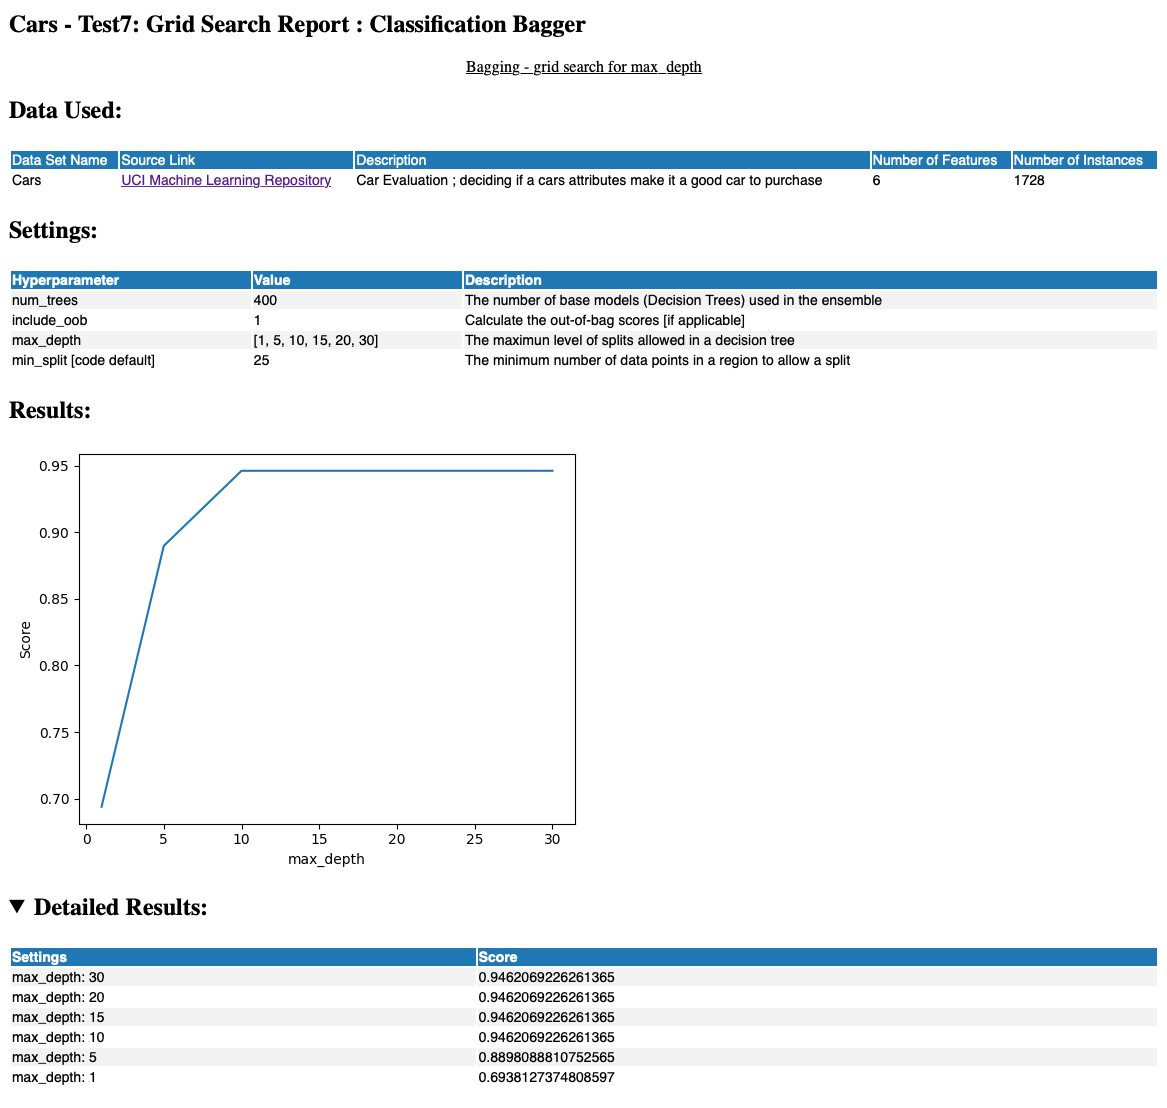 Cars - Test7: Grid Search Report : Classification Bagger
Bagging - grid search for max_depth
Data Used:
Data Set Name Source Link Description Number of Features Number of Instances
Cars UCI Machine Learning Repository Car Evaluation ; deciding if a cars attributes make it a good car to purchase 6 1728
Settings:
Hyperparameter Value Description
num_trees 400 The number of base models (Decision Trees) used in the ensemble
include_oob 1 Calculate the out-of-bag scores [if applicable]
max_depth [1, 5, 10, 15, 20, 30] The maximun level of splits allowed in a decision tree
min_split [code default] 25 The minimum number of data points in a region to allow a split
Results:
0.95
0.90
0.85
0.80
0.75
0.70
Score
0 5 10 15 20 25 30
max_depth
▼ Detailed Results:
Settings Score
max_depth: 30 0.9462069226261365
max_depth: 20 0.9462069226261365
max_depth: 15 0.9462069226261365
max_depth: 10 0.9462069226261365
max_depth: 5 0.8898088810752565
max_depth: 1 0.6938127374808597